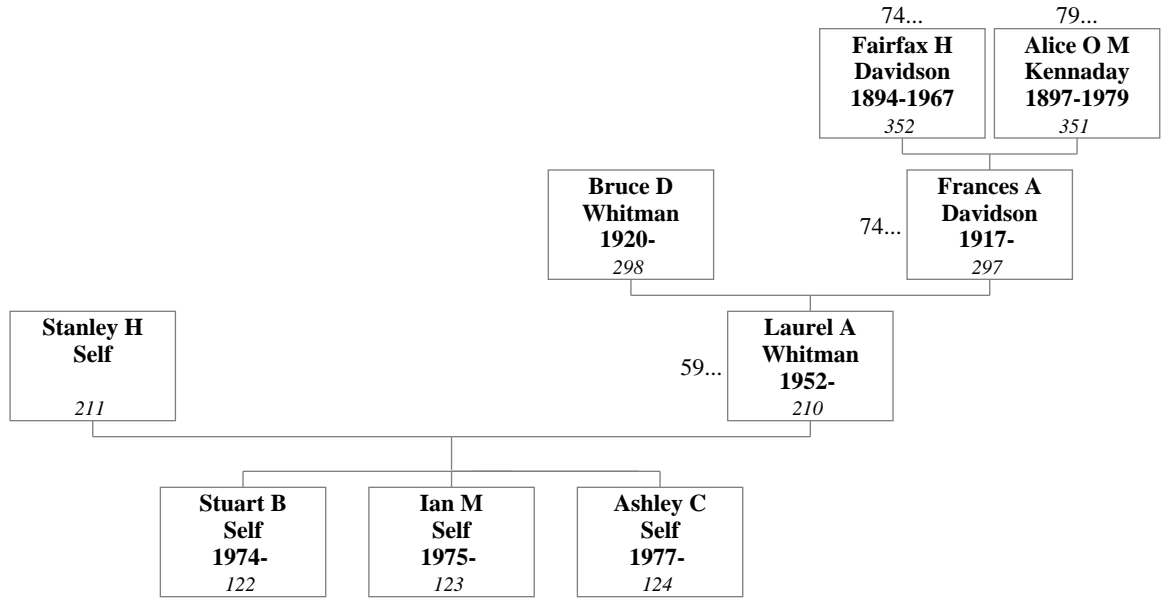 74...
79...
Fairfax H
Davidson
1894-1967
352
Alice O M
Kennaday
1897-1979
351
Bruce D
Whitman
1920-
298
74...
Frances A
Davidson
1917-
297
Stanley H
Self
211
59...
Laurel A
Whitman
1952-
210
Stuart B
Self
1974-
122
Ian M
Self
1975-
123
Ashley C
Self
1977-
124